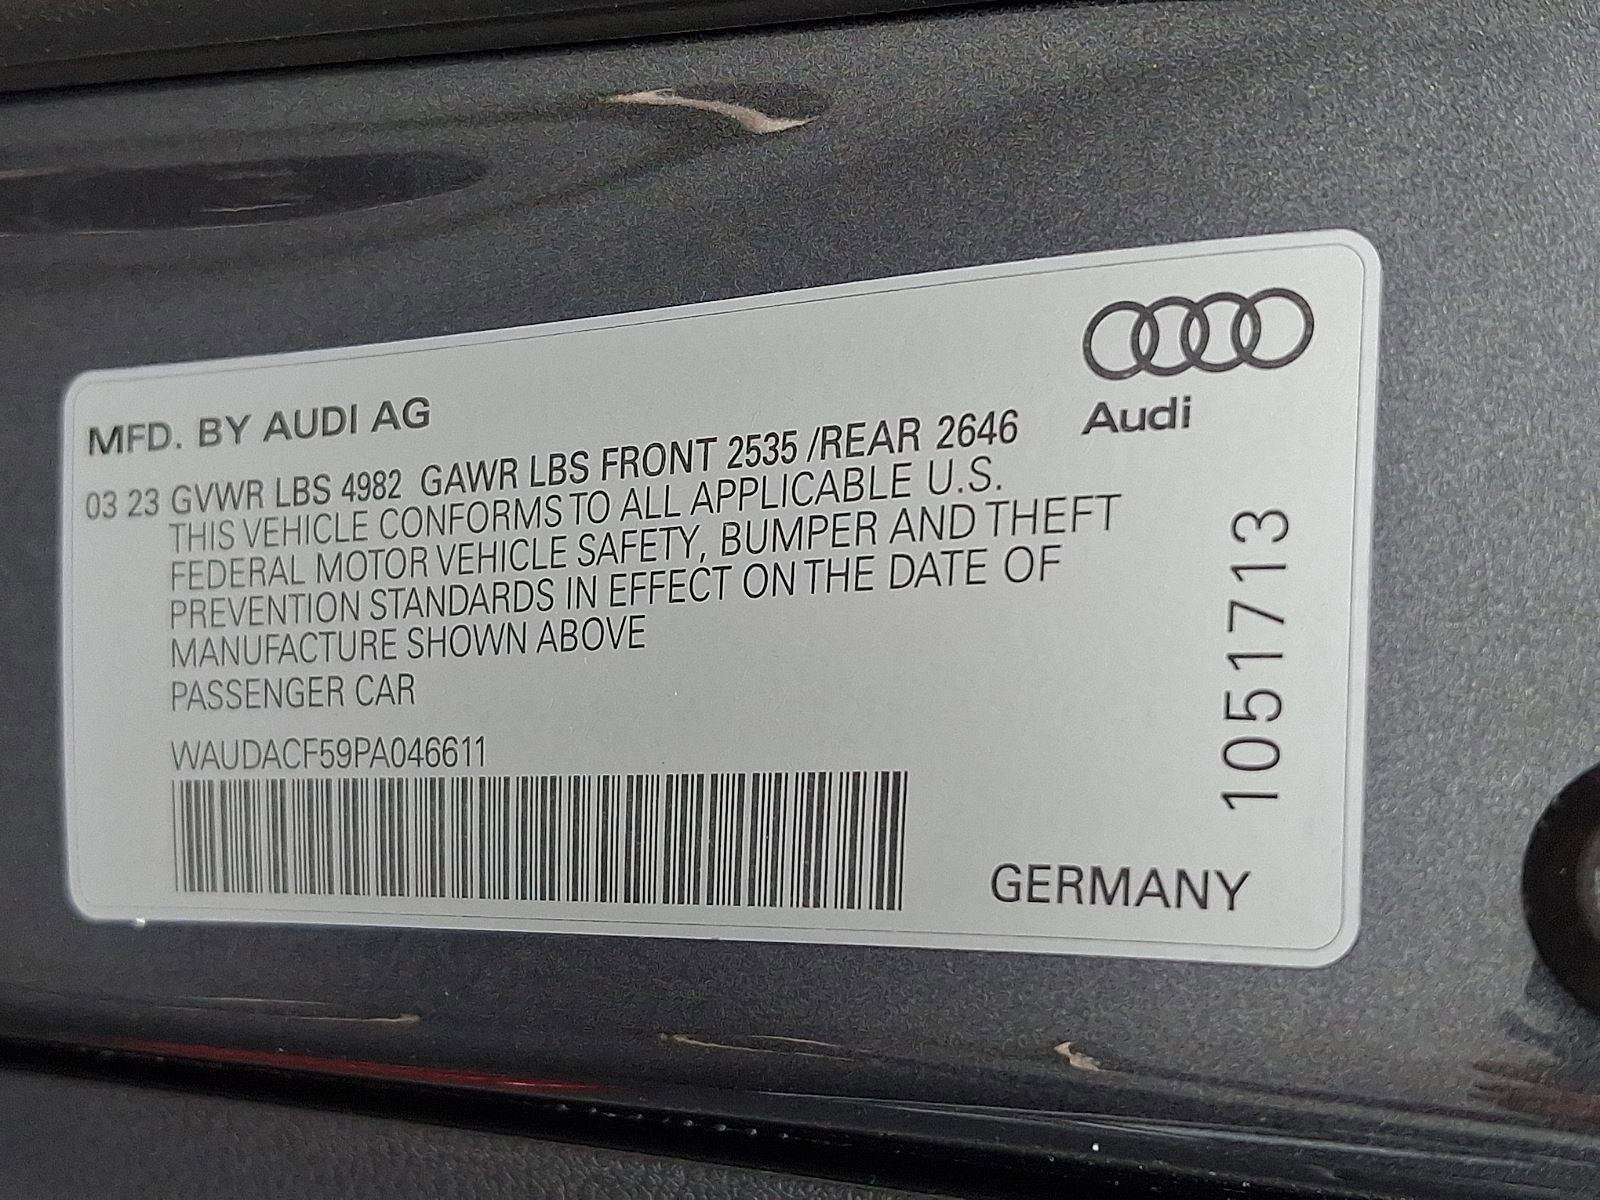 Audi
MFD. BY AUDI AG
03 23 GVWR LBS 4982 GAWR LBS FRONT 2535 /REAR 2646
THIS VEHICLE CONFORMS TO ALL APPLICABLE U.S.
FEDERAL MOTOR VEHICLE SAFETY, BUMPER AND THEFT
PREVENTION STANDARDS IN EFFECT ON THE DATE OF
MANUFACTURE SHOWN ABOVE
PASSENGER CAR
WAUDACF59PA046611
GERMANY
1051713